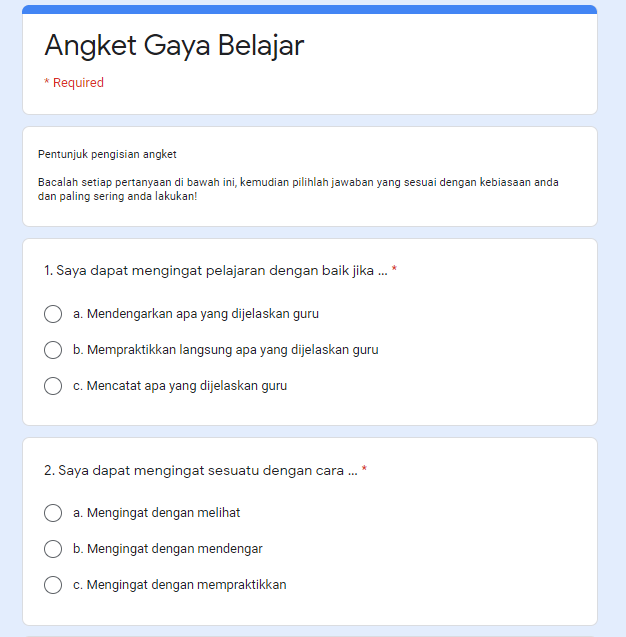 Angket Gaya Belajar
* Required
Pentunjuk pengisian angket
Bacalah setiap pertanyaan di bawah ini, kemudian pilihlah jawaban yang sesuai dengan kebiasaan anda
dan paling sering anda lakukan!
1. Saya dapat mengingat pelajaran dengan baik jika ... *
a. Mendengarkan apa yang dijelaskan guru
b. Mempraktikkan langsung apa yang dijelaskan guru
c. Mencatat apa yang dijelaskan guru
2. Saya dapat mengingat sesuatu dengan cara ... *
a. Mengingat dengan melihat
b. Mengingat dengan mendengar
c. Mengingat dengan mempraktikkan